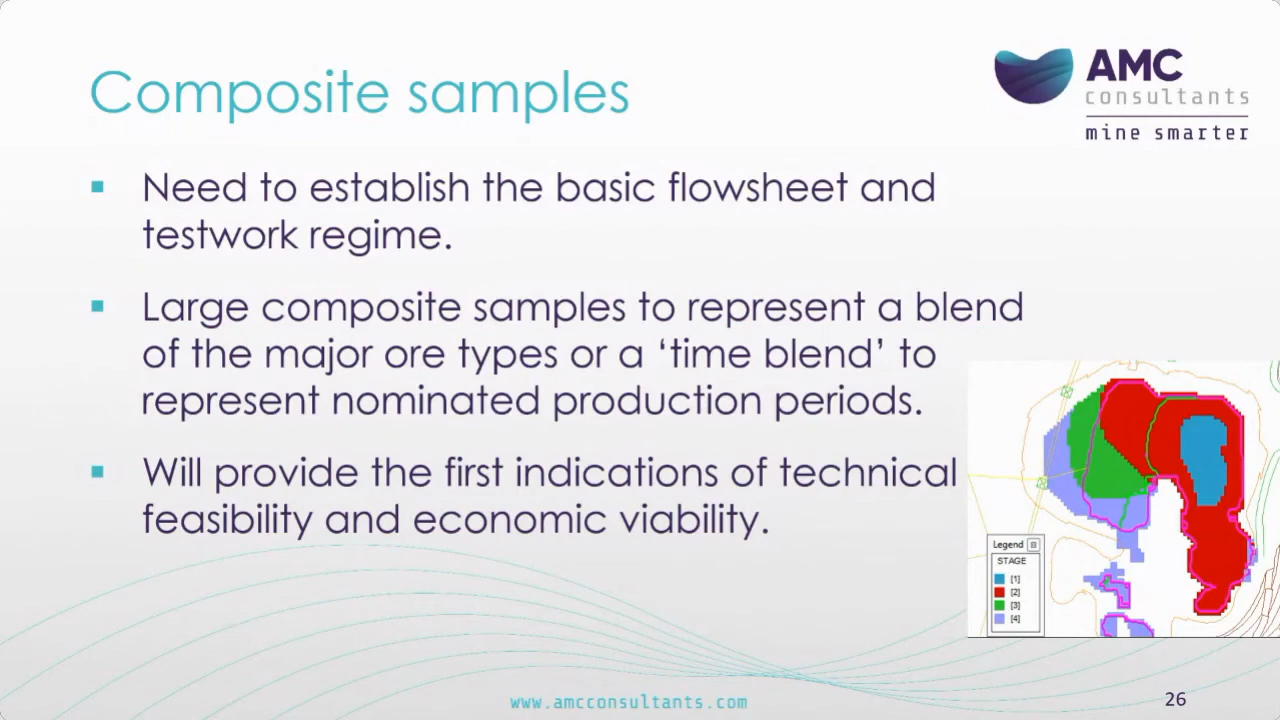 Composite samples
AMC
consultants
mine smarter
▪ Need to establish the basic flowsheet and
testwork regime.
▪ Large composite samples to represent a blend
of the major ore types or a ‘time blend’ to
represent nominated production periods.
▪ Will provide the first indications of technical
feasibility and economic viability.
Legend
STAGE
[1]
[2]
[3]
[4]
www.amcconsultants.com
26